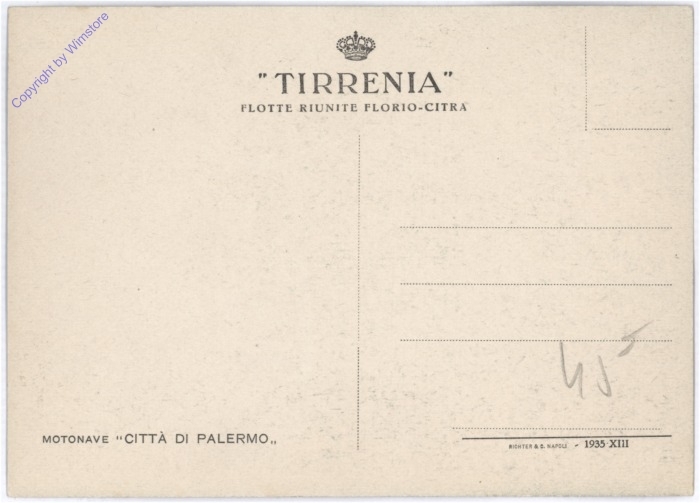 Copyright by Wimstore
"TIRRENIA"
FLOTTE RIUNITE FLORIO-CITRA
45
MOTONAVE "CITTÀ DI PALERMO„
RICHTER & C. NAPOLI - 1935-XIII